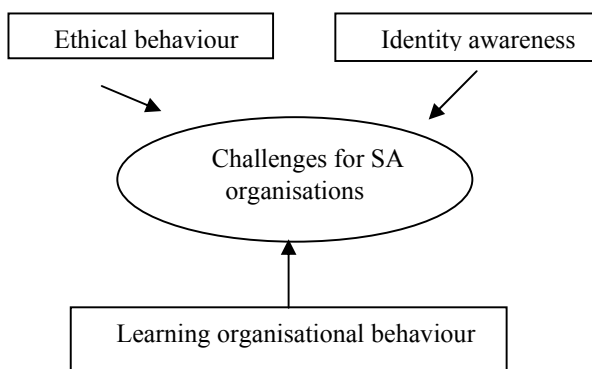 Ethical behaviour
Identity awareness
Challenges for SA
organisations
Learning organisational behaviour